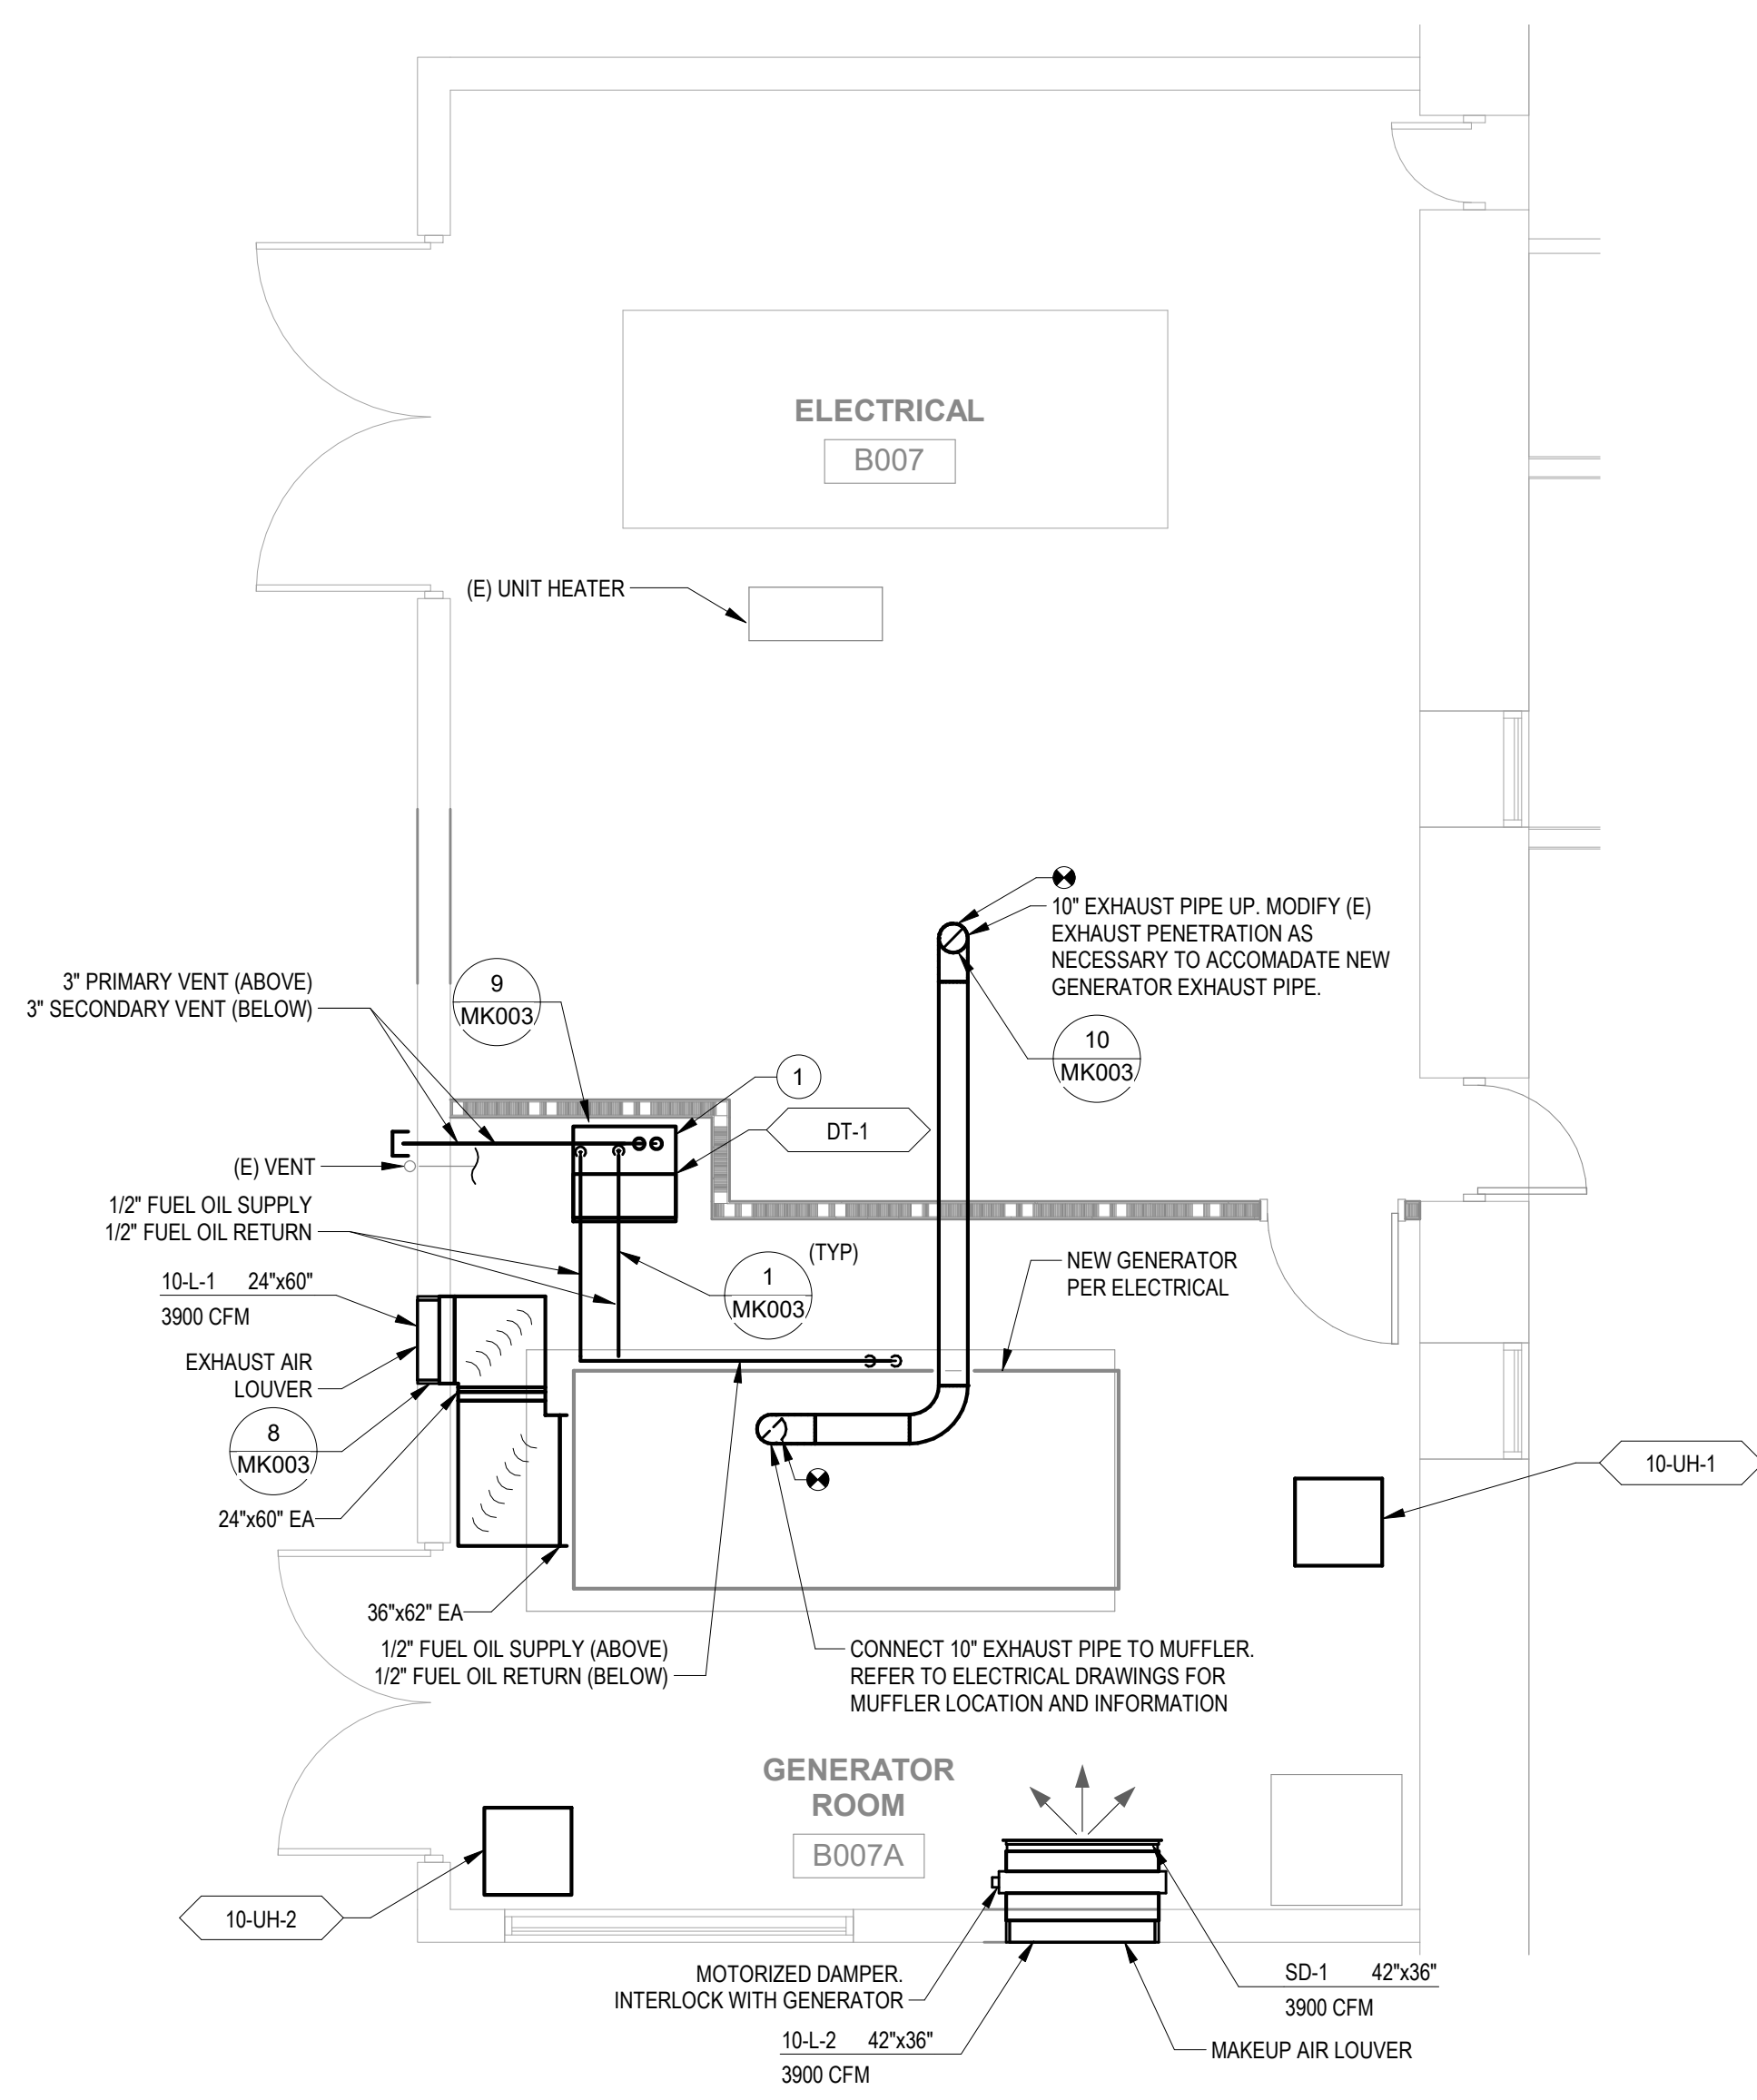 ELECTRICAL
B007
(E) UNIT HEATER
10" EXHAUST PIPE UP. MODIFY (E)
EXHAUST PENETRATION AS
NECESSARY TO ACCOMADATE NEW
GENERATOR EXHAUST PIPE.
3" PRIMARY VENT (ABOVE)
3" SECONDARY VENT (BELOW)
9
MK003
10
MK003
1
DT-1
(E) VENT
1/2" FUEL OIL SUPPLY
1/2" FUEL OIL RETURN
(TYP)
1
MK003
NEW GENERATOR
PER ELECTRICAL
10-L-1 24"x60"
3900 CFM
EXHAUST AIR
LOUVER
8
MK003
24"x60" EA
10-UH-1
36"x62" EA
1/2" FUEL OIL SUPPLY (ABOVE)
1/2" FUEL OIL RETURN (BELOW)
CONNECT 10" EXHAUST PIPE TO MUFFLER.
REFER TO ELECTRICAL DRAWINGS FOR
MUFFLER LOCATION AND INFORMATION
GENERATOR
ROOM
B007A
10-UH-2
MOTORIZED DAMPER.
INTERLOCK WITH GENERATOR
SD-1 42"x36"
3900 CFM
10-L-2 42"x36"
3900 CFM
MAKEUP AIR LOUVER